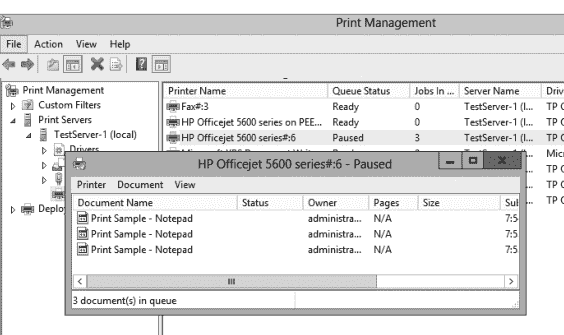 Print Management
File Action View Help
Print Management
Custom Filters
Print Servers
TestServer-1 (local)
Drivers
Deplo
Printer Name Queue Status Jobs In ... Server Name Driv
Fax#:3 Ready 0 TestServer-1 (l... TP C
HP Officejet 5600 series on PEE... Ready 0 TestServer-1 (l... TP C
HP Officejet 5600 series#:6 Paused 3 TestServer-1 (l... TP C
... Micr
... TP C
... TP C
... TP C
HP Officejet 5600 series#:6 - Paused
Printer Document View
Document Name Status Owner Pages Size Sul
Print Sample - Notepad administra... N/A 7:5
Print Sample - Notepad administra... N/A 7:5
Print Sample - Notepad administra... N/A 7:5
3 document(s) in queue